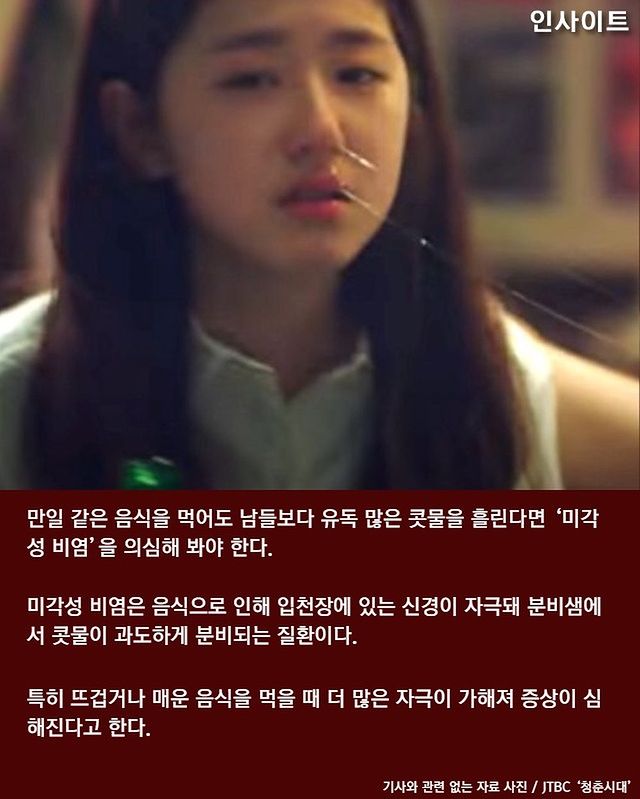 인사이트
만일 같은 음식을 먹어도 남들보다 유독 많은 콧물을 흘린다면 ‘미각
성 비염’을 의심해 봐야 한다.
미각성 비염은 음식으로 인해 입천장에 있는 신경이 자극돼 분비샘에
서 콧물이 과도하게 분비되는 질환이다.
특히 뜨겁거나 매운 음식을 먹을 때 더 많은 자극이 가해져 증상이 심
해진다고 한다.
기사와 관련 없는 자료 사진 / JTBC ‘청춘시대’